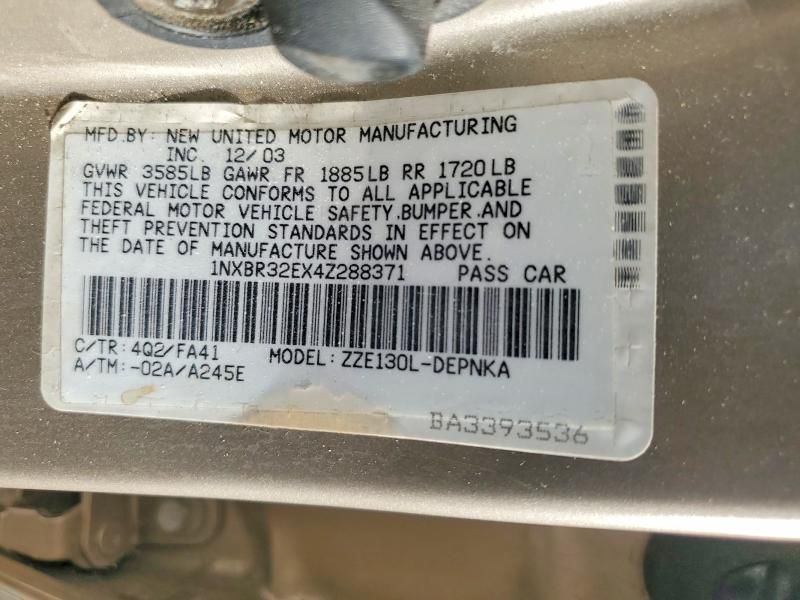 MFD.BY: NEW UNITED MOTOR MANUFACTURING
INC. 12/03
GVWR 3585LB GAWR FR 1885LB RR 1720LB
THIS VEHICLE CONFORMS TO ALL APPLICABLE
FEDERAL MOTOR VEHICLE SAFETY.BUMPER.AND
THEFT PREVENTION STANDARDS IN EFFECT ON
THE DATE OF MANUFACTURE SHOWN ABOVE.
1NXBR32EX4Z288371 PASS CAR
C/TR: 4Q2/FA41 MODEL: ZZE130L-DEPNKA
A/TM: -02A/A245E
BA3393536